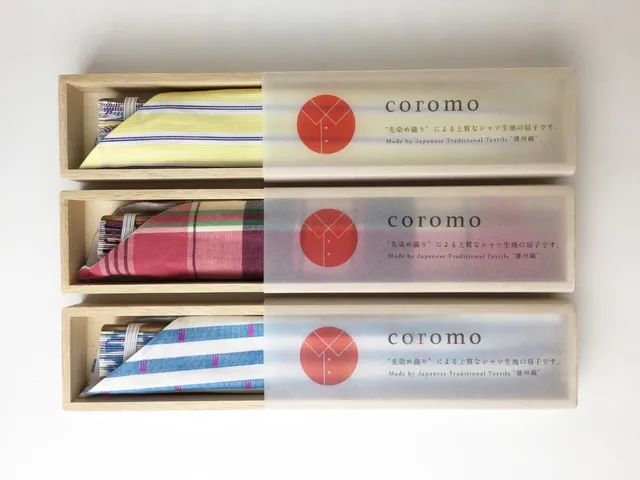 coromo
"先染め織り" による上質なシャツ生地の扇子です。
Made by Japanese Traditional Textile "播州織".
coromo
"先染め織り" による上質なシャツ生地の扇子です。
Made by Japanese Traditional Textile "播州織".
coromo
"先染め織り" による上質なシャツ生地の扇子です。
Made by Japanese Traditional Textile "播州織".